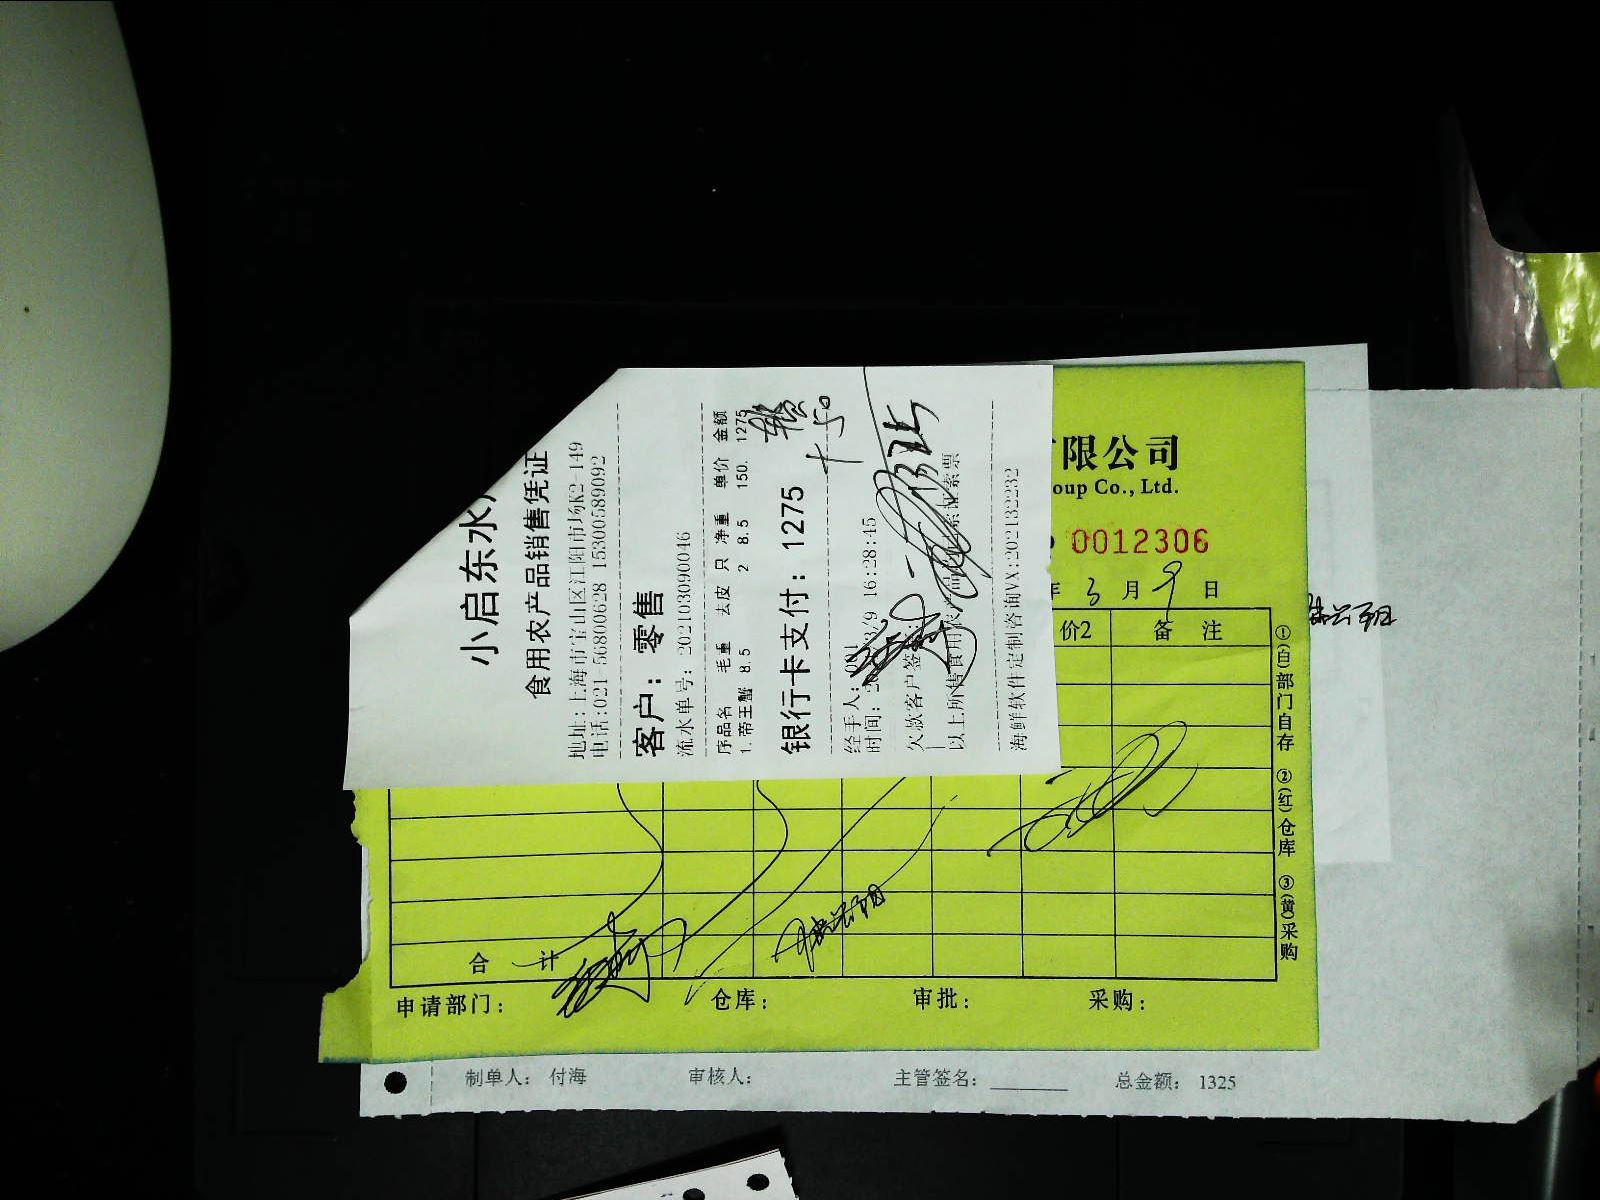 小启东水
食用农产品销售凭证
地址:上海市宝山区江阳市场K2-149
电话:021-56800628 15300589092
客户：零售
流水单号：202103090046
序品名 毛重 去皮 只 净重 单价 金额
1.帝王蟹 8.5 2 8.5 150. 1275
银行卡支付：1275
+50
经手人：001
时间：3/9 16:28:45
欠款客户签
以上所售食用农产品
海鲜软件定制咨询VX:202132232
限公司
oup Co., Ltd.
0012306
年 3 月 9 日
价2 备 注
合 计
申请部门： 仓库： 审批： 采购：
①(白)部门自存 ②(红)仓库 ③(黄)采购
制单人： 付海 审核人： 主管签名： 总金额： 1325